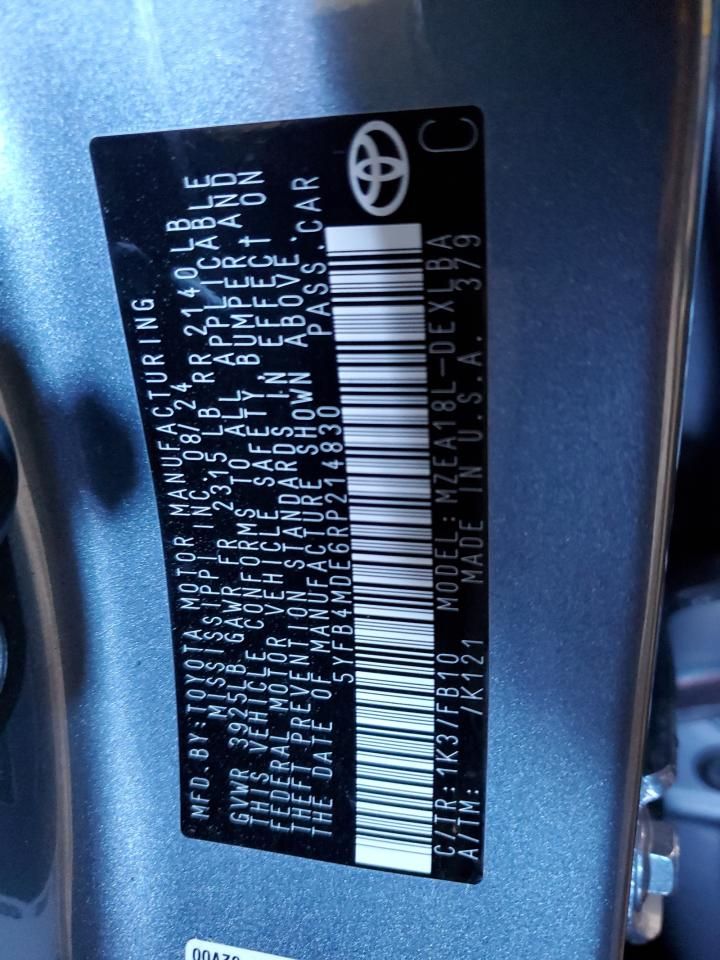 MFD. BY: TOYOTA MOTOR MANUFACTURING
MISSISSIPPI INC. 08/24
GVWR 3925LB GAWR FR 2315 LB RR 2140 LB
THIS VEHICLE CONFORMS TO ALL APPLICABLE
FEDERAL MOTOR VEHICLE SAFETY, BUMPER AND
THEFT PREVENTION STANDARDS IN EFFECT ON
THE DATE OF MANUFACTURE SHOWN ABOVE.
5YFB4MDE6RP214830 PASS. CAR
C/TR: 1K3/FB10 MODEL: MZEA18L-DEXLBA
A/TM: /K121 MADE IN U.S.A. 379
C